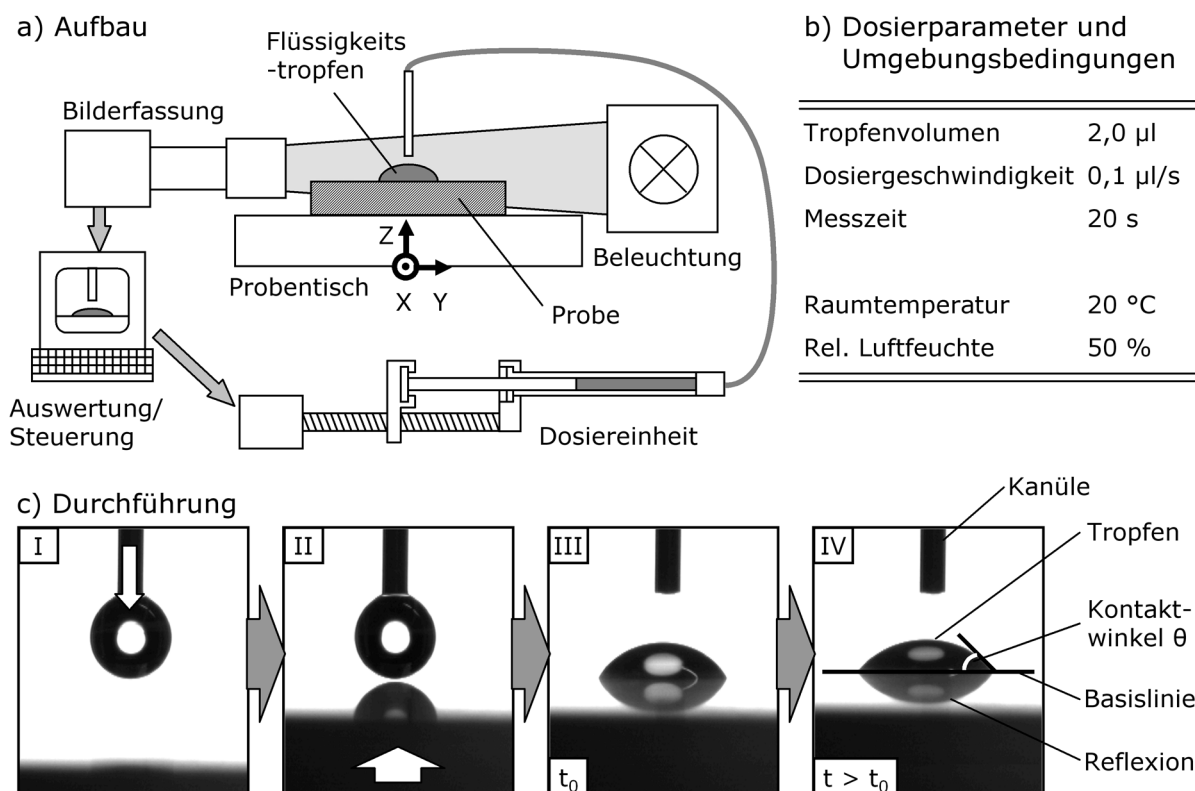 a) Aufbau
Flüssigkeits
-tropfen
Bilderfassung
Z
X
Y
Probentisch
Probe
Beleuchtung
Auswertung/
Steuerung
Dosiereinheit
b) Dosierparameter und
Umgebungsbedingungen
Tropfenvolumen 2,0 µl
Dosiergeschwindigkeit 0,1 µl/s
Messzeit 20 s
Raumtemperatur 20 °C
Rel. Luftfeuchte 50 %
c) Durchführung
I
II
III
t₀
IV
t > t₀
Kanüle
Tropfen
Kontakt-
winkel θ
Basislinie
Reflexion